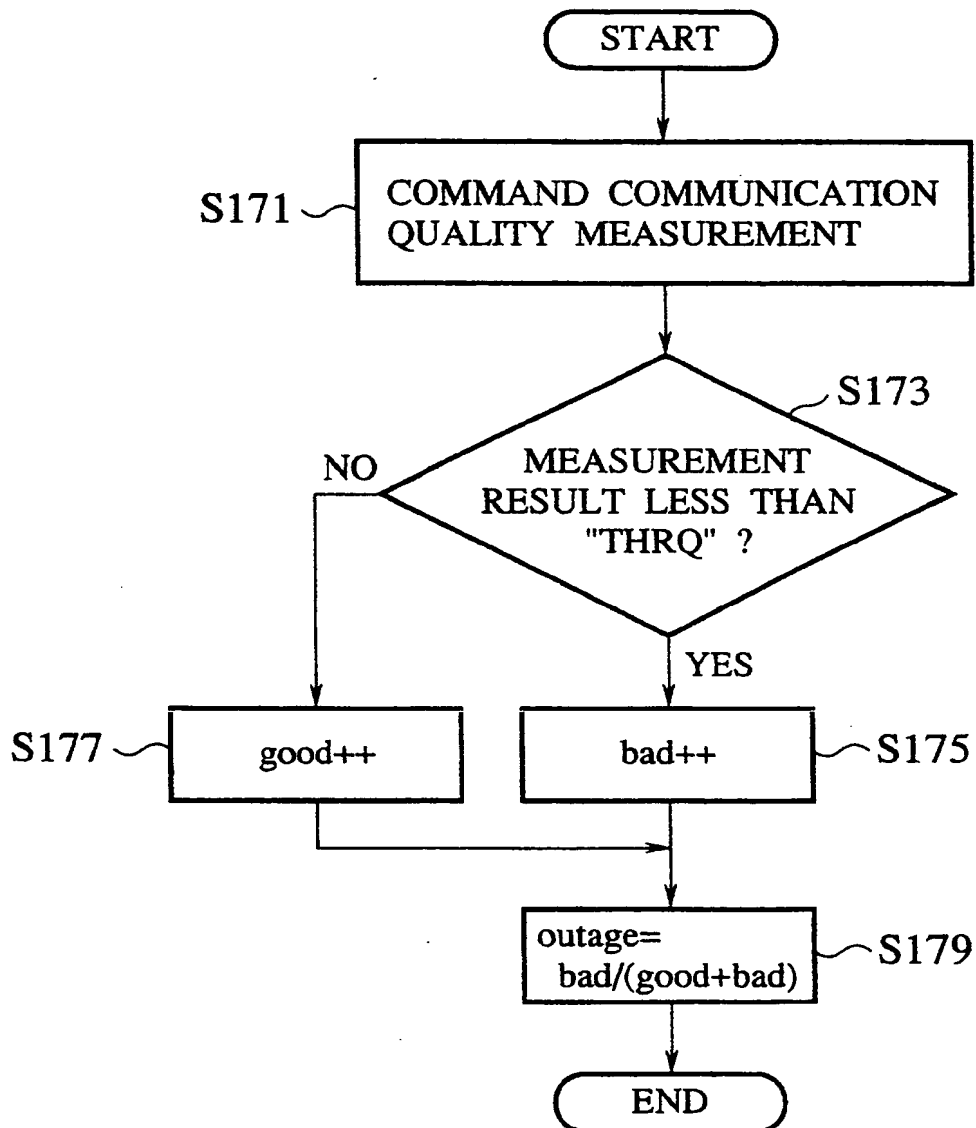 START
S171
COMMAND COMMUNICATION
QUALITY MEASUREMENT
S173
MEASUREMENT
RESULT LESS THAN
"THRQ" ?
NO
YES
S177
good++
bad++
S175
outage=
bad/(good+bad)
S179
END